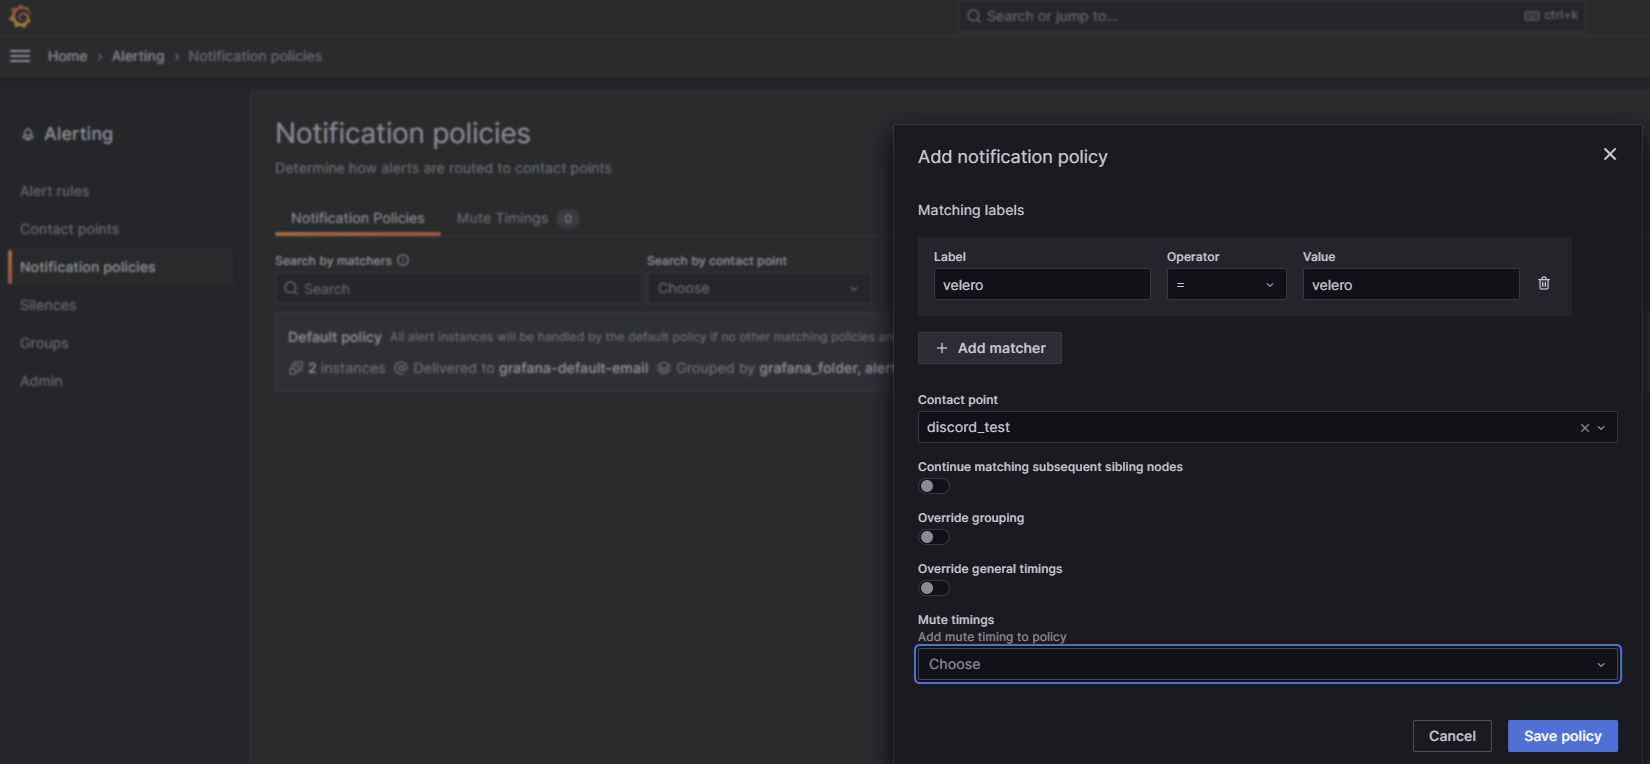 Search or jump to...
ctrl+k
Home › Alerting › Notification policies
Alerting
Alert rules
Contact points
Notification policies
Silences
Groups
Admin
Notification policies
Determine how alerts are routed to contact points
Notification Policies
Mute Timings 0
Search by matchers
Search by contact point
Search
Choose
Default policy All alert instances will be handled by the default policy if no other matching policies are
2 instances Delivered to grafana-default-email Grouped by grafana_folder, alert
Add notification policy
Matching labels
Label
Operator
Value
velero
=
velero
+ Add matcher
Contact point
discord_test
Continue matching subsequent sibling nodes
Override grouping
Override general timings
Mute timings
Add mute timing to policy
Choose
Cancel
Save policy